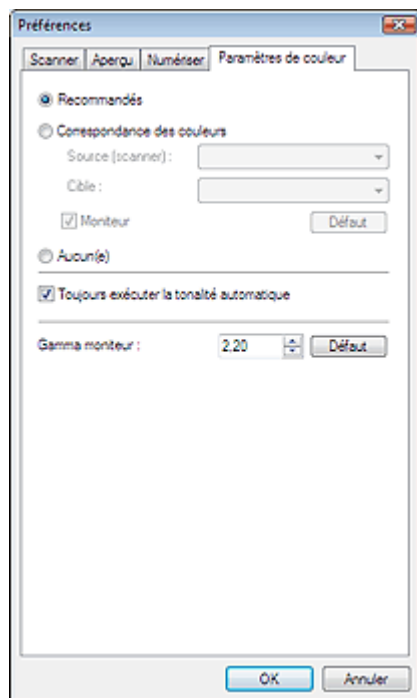 Préférences
Scanner Aperçu Numériser Paramètres de couleur
Recommandés
Correspondance des couleurs
Source (scanner) :
Cible :
Moniteur Défaut
Aucun(e)
Toujours exécuter la tonalité automatique
Gamma moniteur : 2,20 Défaut
OK Annuler